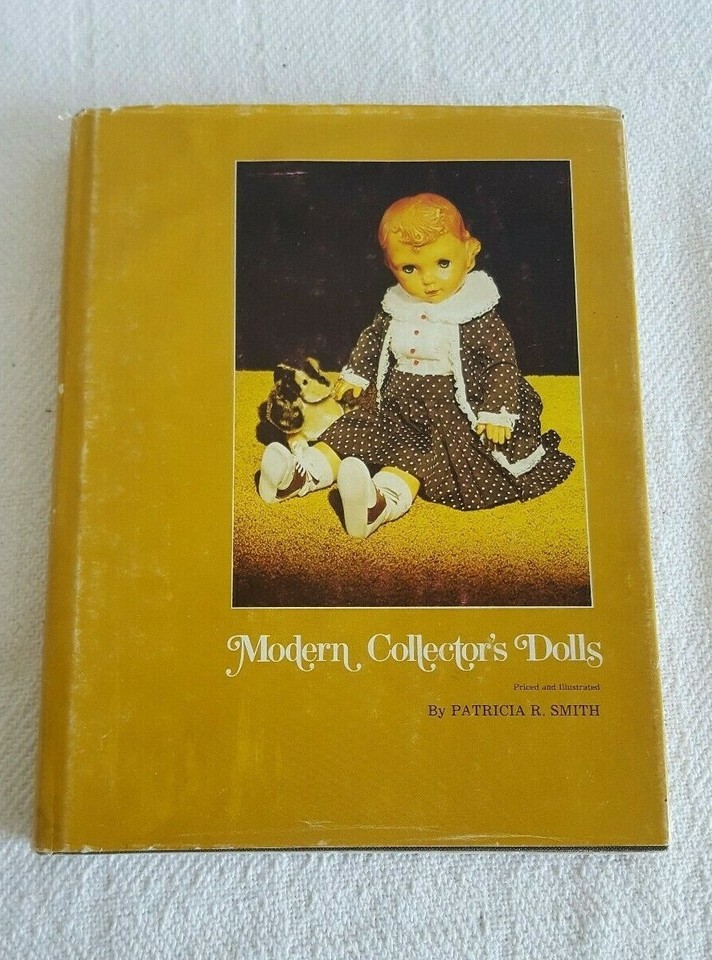 Modern Collector's Dolls
Priced and Illustrated
By PATRICIA R. SMITH